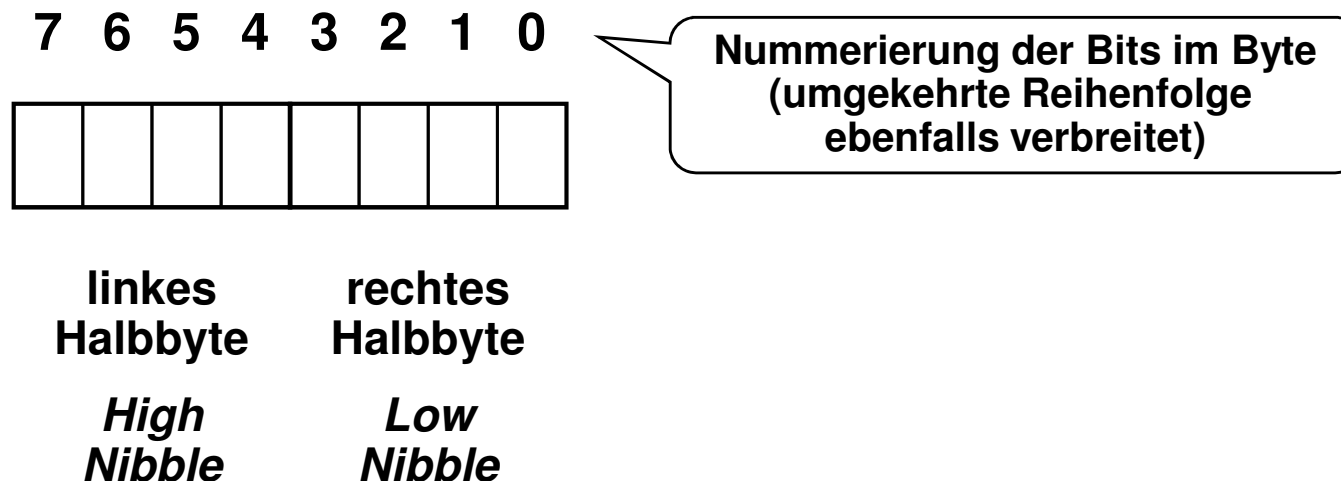 7 6 5 4 3 2 1 0
Nummerierung der Bits im Byte
(umgekehrte Reihenfolge
ebenfalls verbreitet)
linkes
Halbbyte
rechtes
Halbbyte
High
Nibble
Low
Nibble